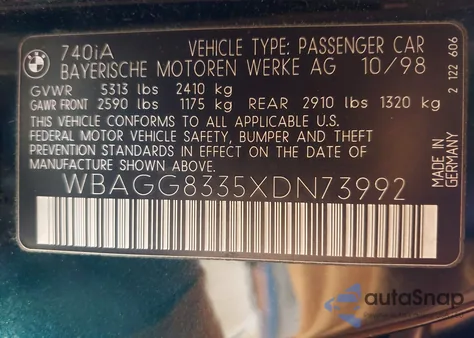 740iA VEHICLE TYPE: PASSENGER CAR
BAYERISCHE MOTOREN WERKE AG 10/98
GVWR 5313 lbs 2410 kg
GAWR FRONT 2590 lbs 1175 kg REAR 2910 lbs 1320 kg
THIS VEHICLE CONFORMS TO ALL APPLICABLE U.S.
FEDERAL MOTOR VEHICLE SAFETY, BUMPER AND THEFT
PREVENTION STANDARDS IN EFFECT ON THE DATE OF
MANUFACTURE SHOWN ABOVE.
WBAGG8335XDN73992
2 122 606
MADE IN
GERMANY
autoSnap